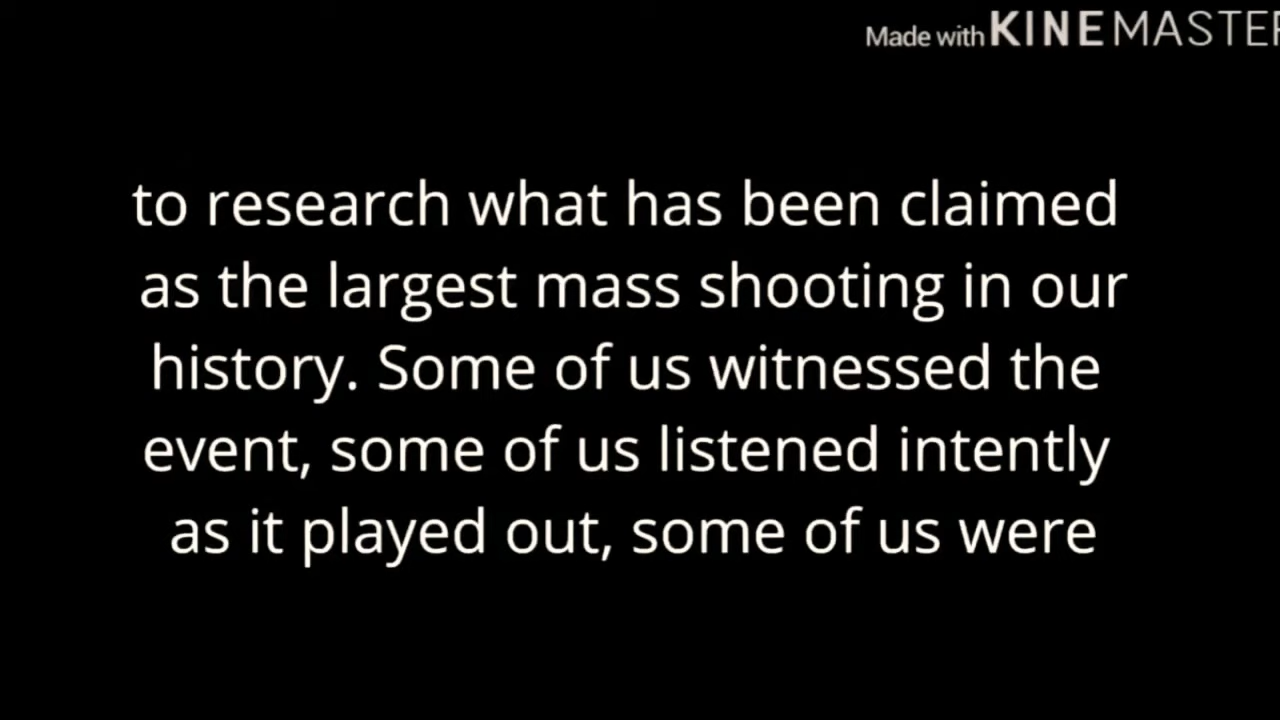 Made with KINEMASTER
to research what has been claimed
as the largest mass shooting in our
history. Some of us witnessed the
event, some of us listened intently
as it played out, some of us were